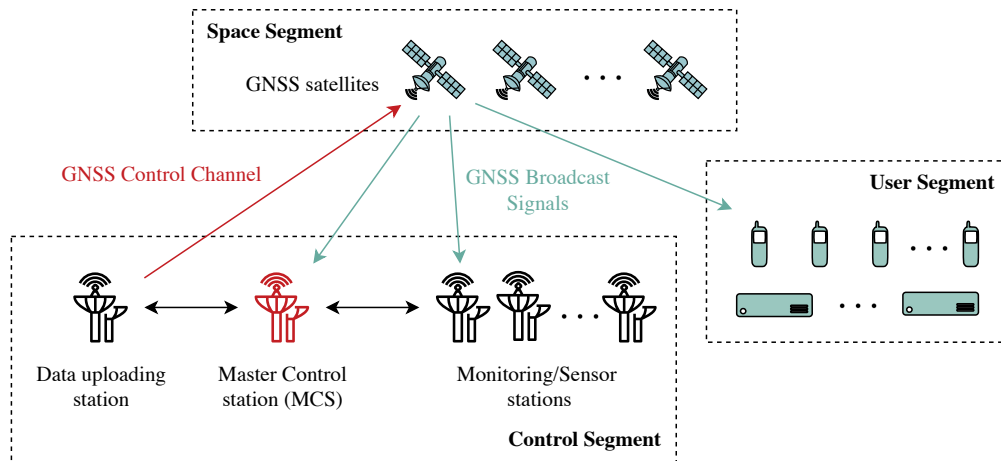 Space Segment
GNSS satellites
GNSS Control Channel
GNSS Broadcast
Signals
User Segment
Data uploading
station
Master Control
station (MCS)
Monitoring/Sensor
stations
Control Segment